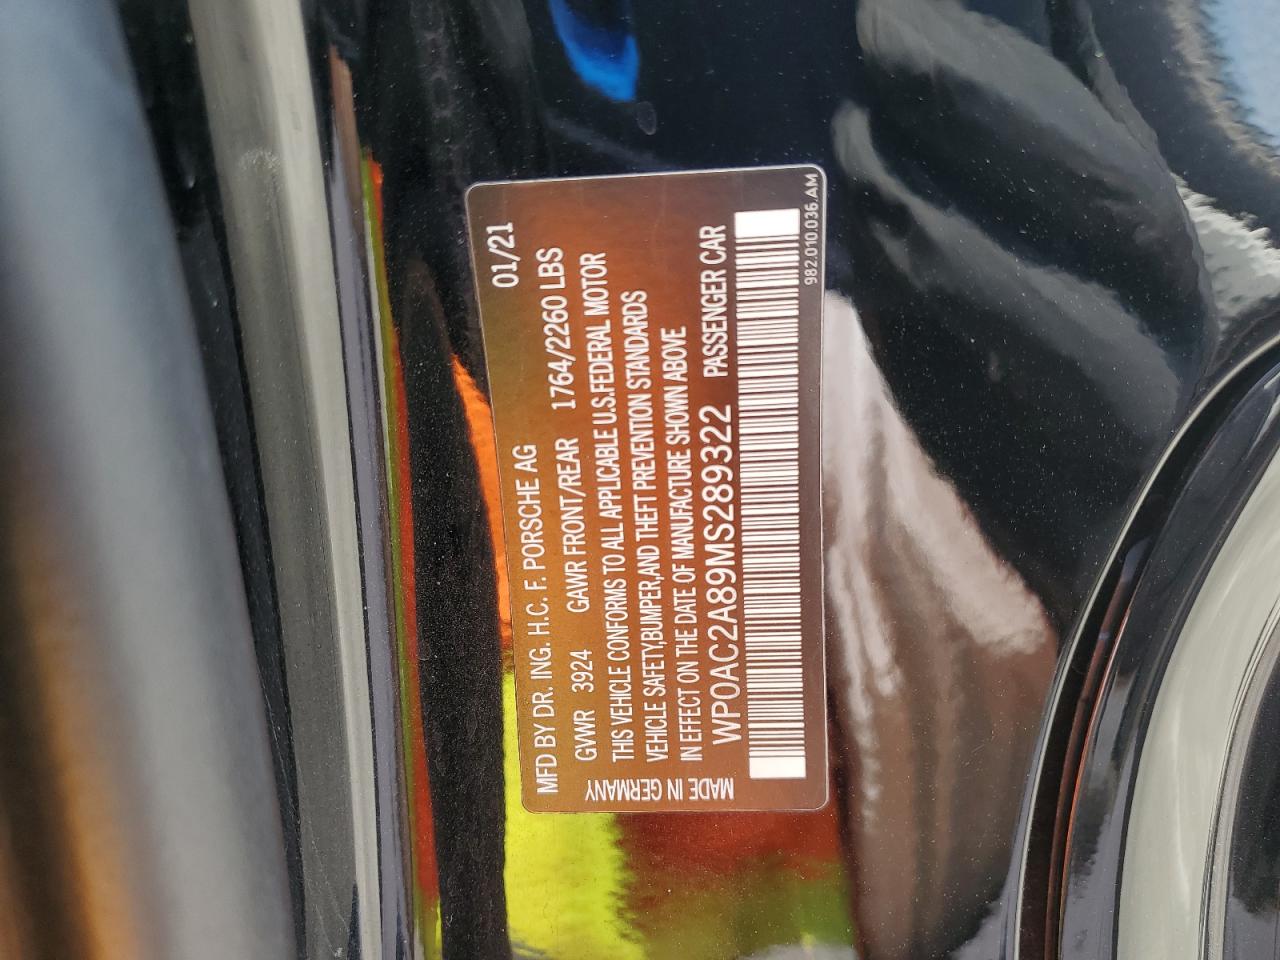 01/21
MFD BY DR. ING. H.C. F. PORSCHE AG
GVWR 3924 GAWR FRONT/REAR 1764/2260 LBS
THIS VEHICLE CONFORMS TO ALL APPLICABLE U.S.FEDERAL MOTOR
VEHICLE SAFETY,BUMPER,AND THEFT PREVENTION STANDARDS
IN EFFECT ON THE DATE OF MANUFACTURE SHOWN ABOVE
WP0AC2A89MS289322 PASSENGER CAR
MADE IN GERMANY
982.010.036.AM